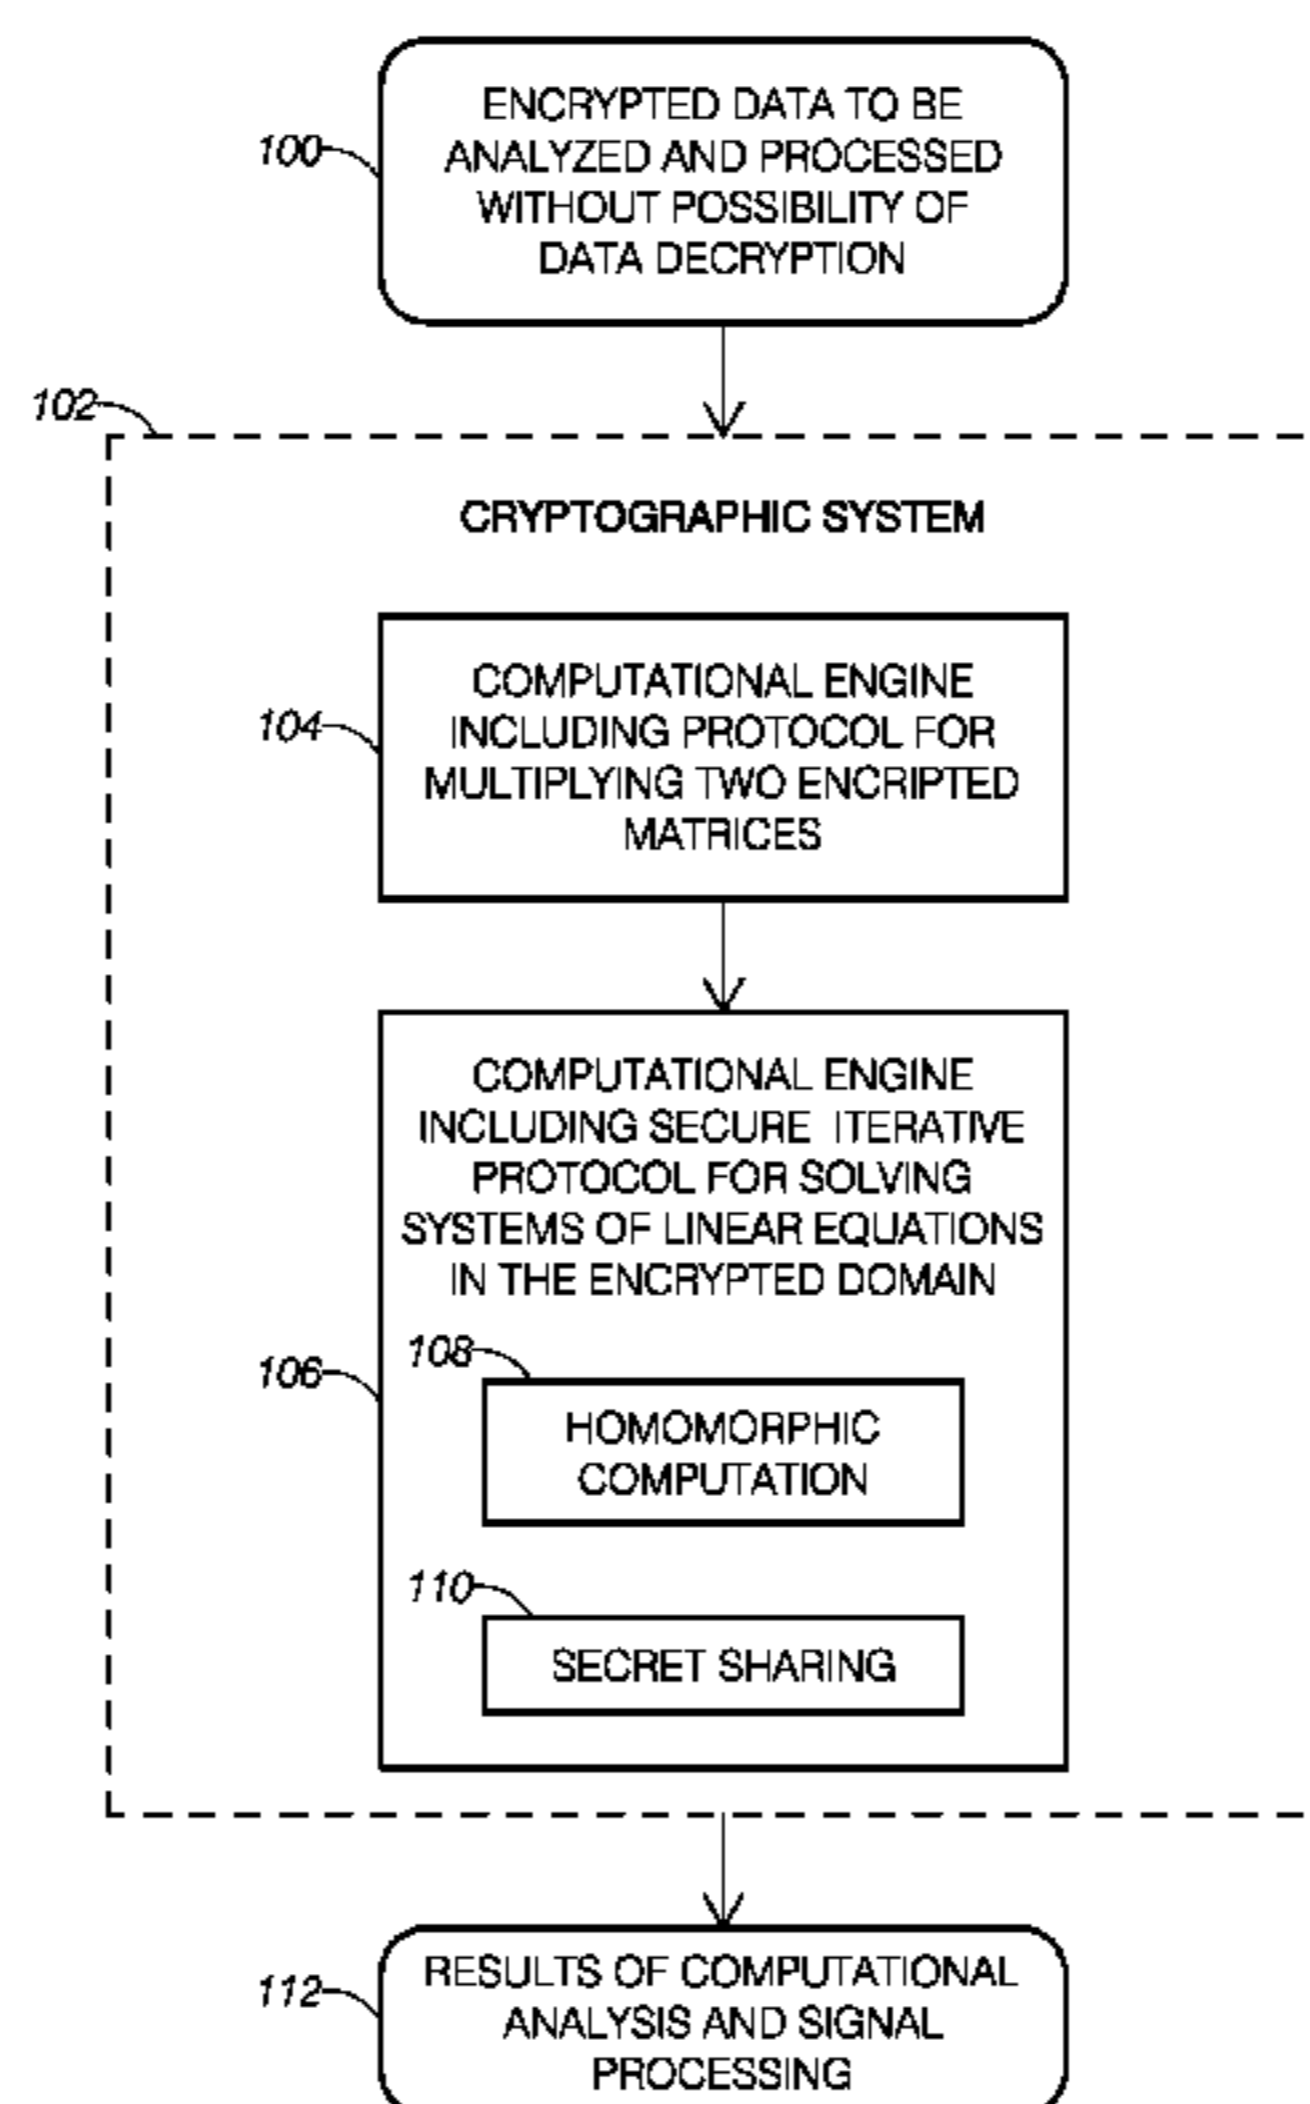 ENCRYPTED DATA TO BE
100
ANALYZED AND PROCESSED
WITHOUT POSSIBILITY OF
DATA DECRYPTION
102
CRYPTOGRAPHIC SYSTEM
COMPUTATIONAL ENGINE
104
INCLUDING PROTOCOL FOR
MULTIPLYING TWO ENCRIPTED
MATRICES
COMPUTATIONAL ENGINE
INCLUDING SECURE ITERATIVE
PROTOCOL FOR SOLVING
SYSTEMS OF LINEAR EQUATIONS
IN THE ENCRYPTED DOMAIN
108
106
HOMOMORPHIC
COMPUTATION
110
SECRET SHARING
RESULTS OF COMPUTATIONAL
112
ANALYSIS AND SIGNAL
PROCESSING